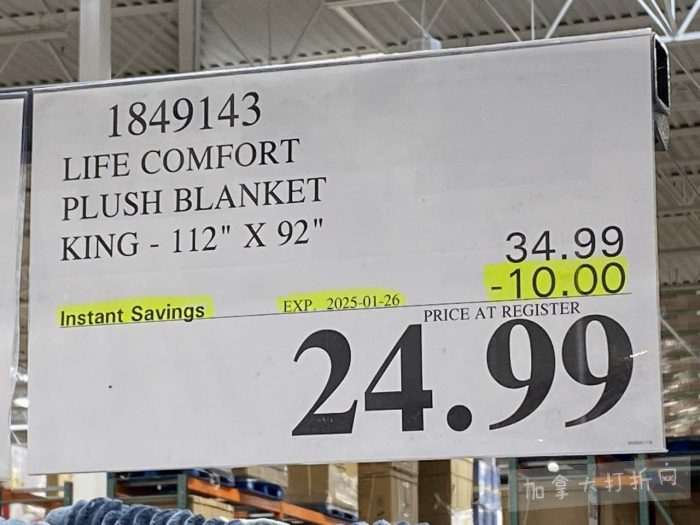 1849143
LIFE COMFORT
PLUSH BLANKET
KING - 112" X 92"
34.99
-10.00
Instant Savings EXP. 2025-01-26
PRICE AT REGISTER
24.99
加拿大打折网